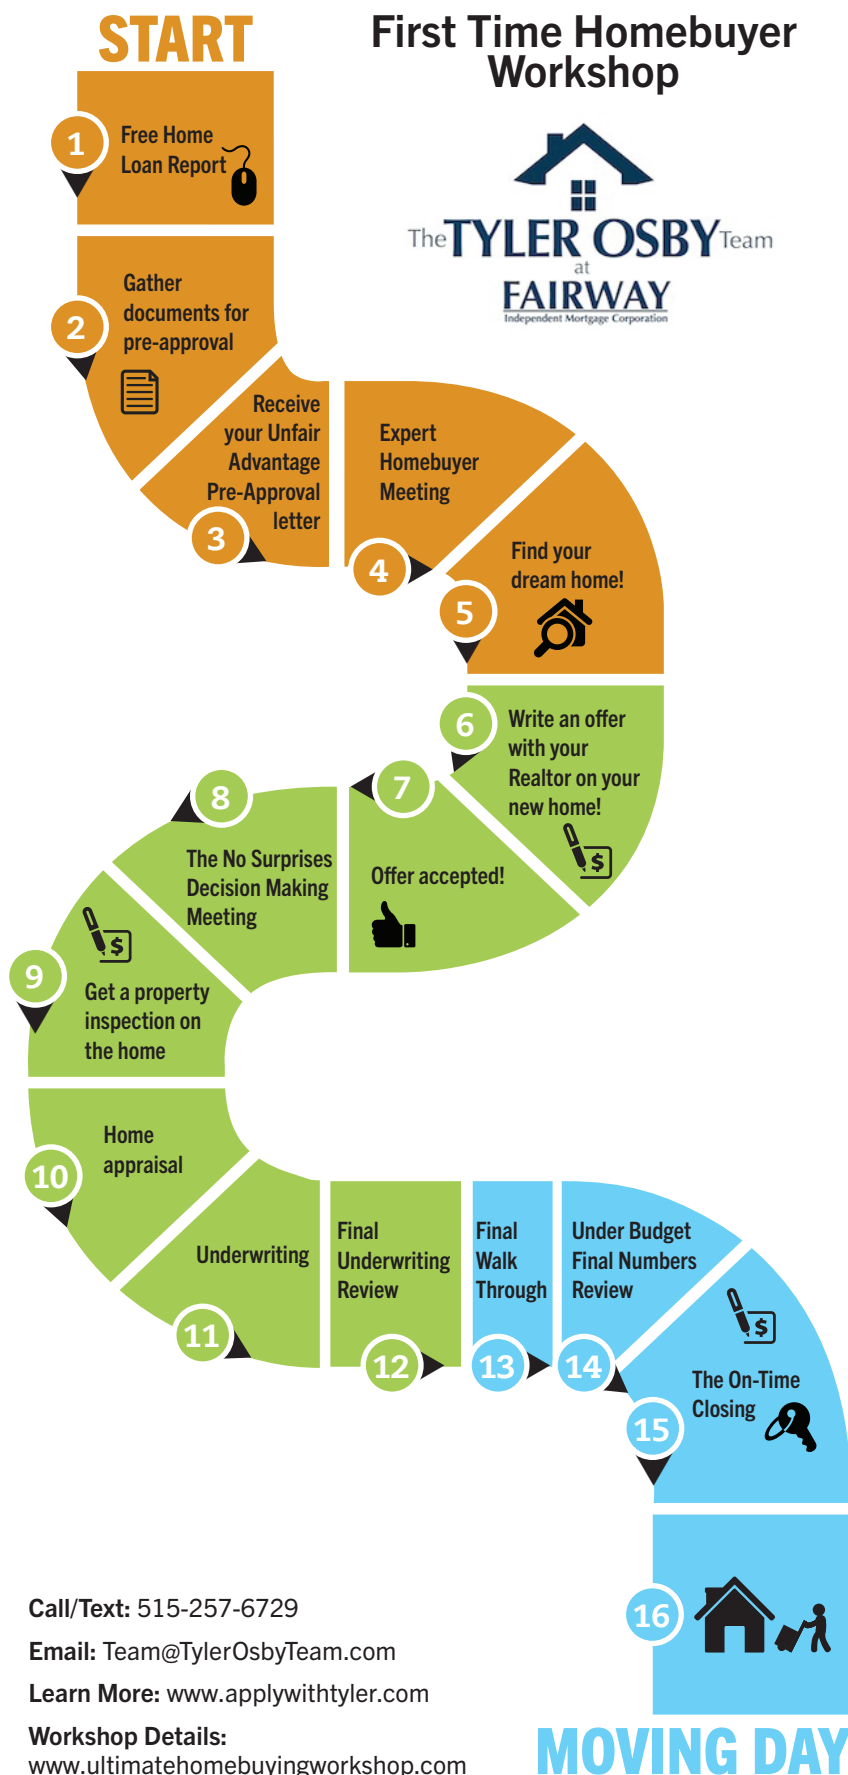 START
First Time Homebuyer
Workshop
The TYLER OSBY Team
at
FAIRWAY
Independent Mortgage Corporation
1
Free Home
Loan Report
2
Gather
documents for
pre-approval
3
Receive
your Unfair
Advantage
Pre-Approval
letter
4
Expert
Homebuyer
Meeting
5
Find your
dream home!
6
Write an offer
with your
Realtor on your
new home!
$
7
Offer accepted!
8
The No Surprises
Decision Making
Meeting
9
$
Get a property
inspection on
the home
10
Home
appraisal
11
Underwriting
12
Final
Underwriting
Review
13
Final
Walk
Through
14
Under Budget
Final Numbers
Review
15
$
The On-Time
Closing
16
Call/Text: 515-257-6729
Email: Team@TylerOsbyTeam.com
Learn More: www.applywithtyler.com
Workshop Details:
www.ultimatehomebuyingworkshop.com
MOVING DAY